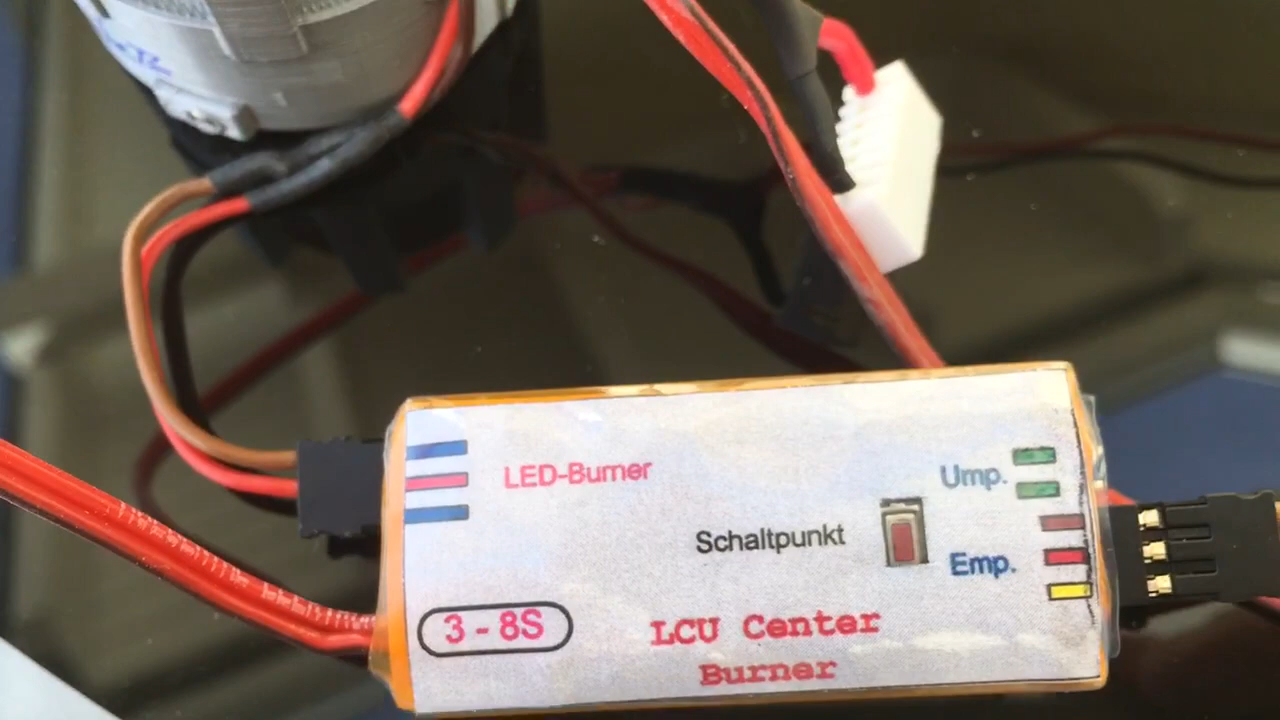 LED-Burner
Ump.
Schaltpunkt
Emp.
3 - 8S
LCU Center
Burner